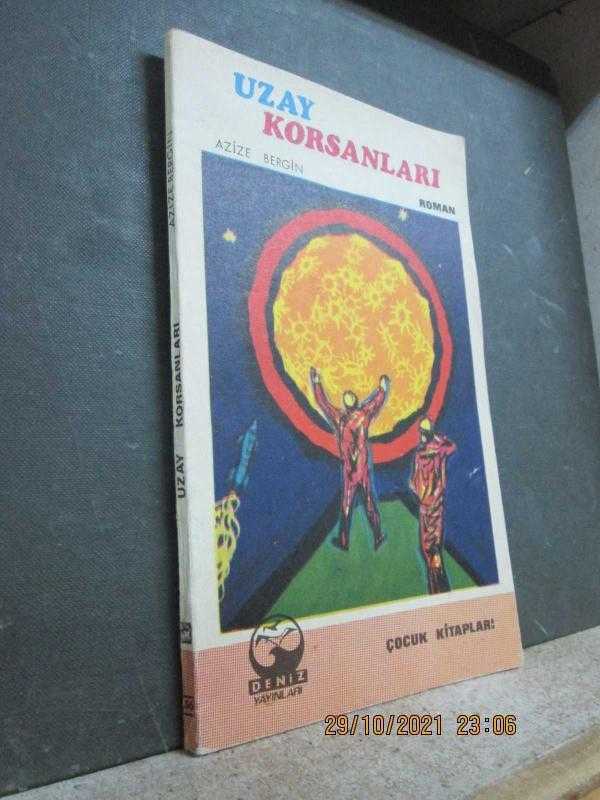 UZAY
KORSANLARI
AZİZE BERGİN
ROMAN
AZİZE BERGİN
UZAY KORSANLARI
DENİZ
YAYINLARI
ÇOCUK KİTAPLARI
29/10/2021 23:06